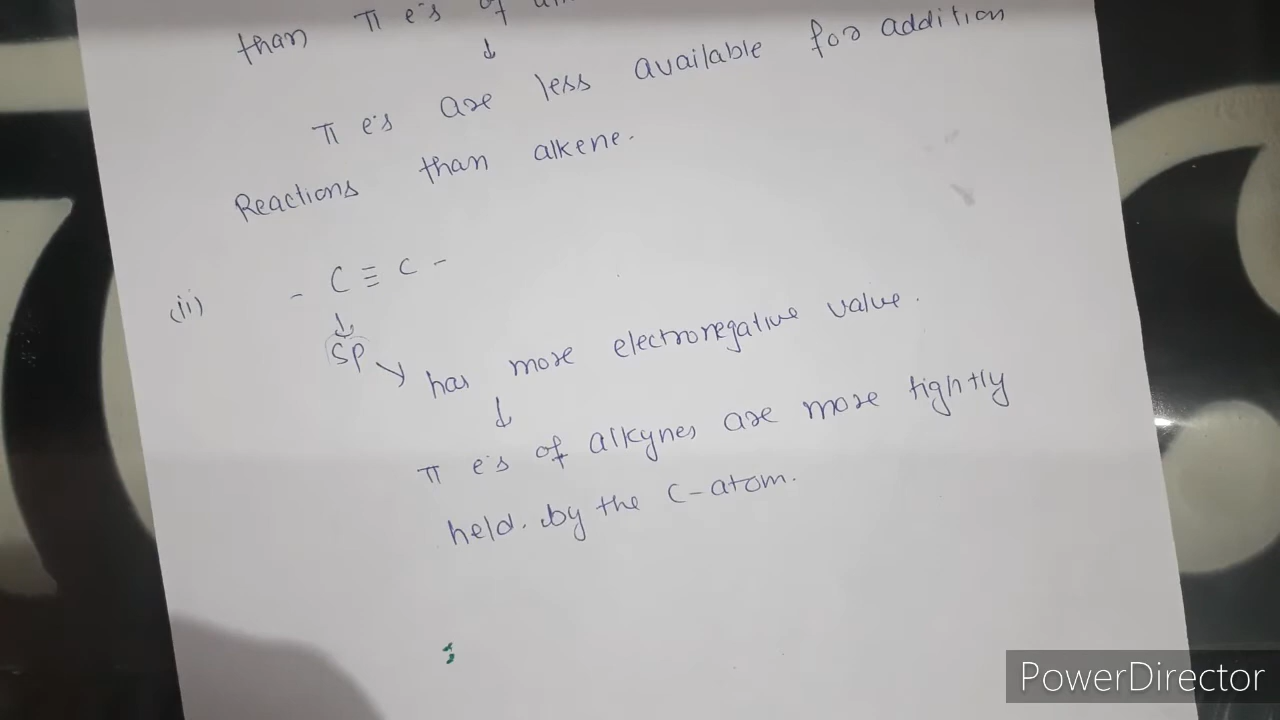 than π e⁻s of
↓
π e⁻s are less available for addition
Reactions than alkene.
(ii) - C ≡ C -
↓
SP → has more electronegative value.
↓
π e⁻s of alkynes are more tightly
held. by the C-atom.
PowerDirector